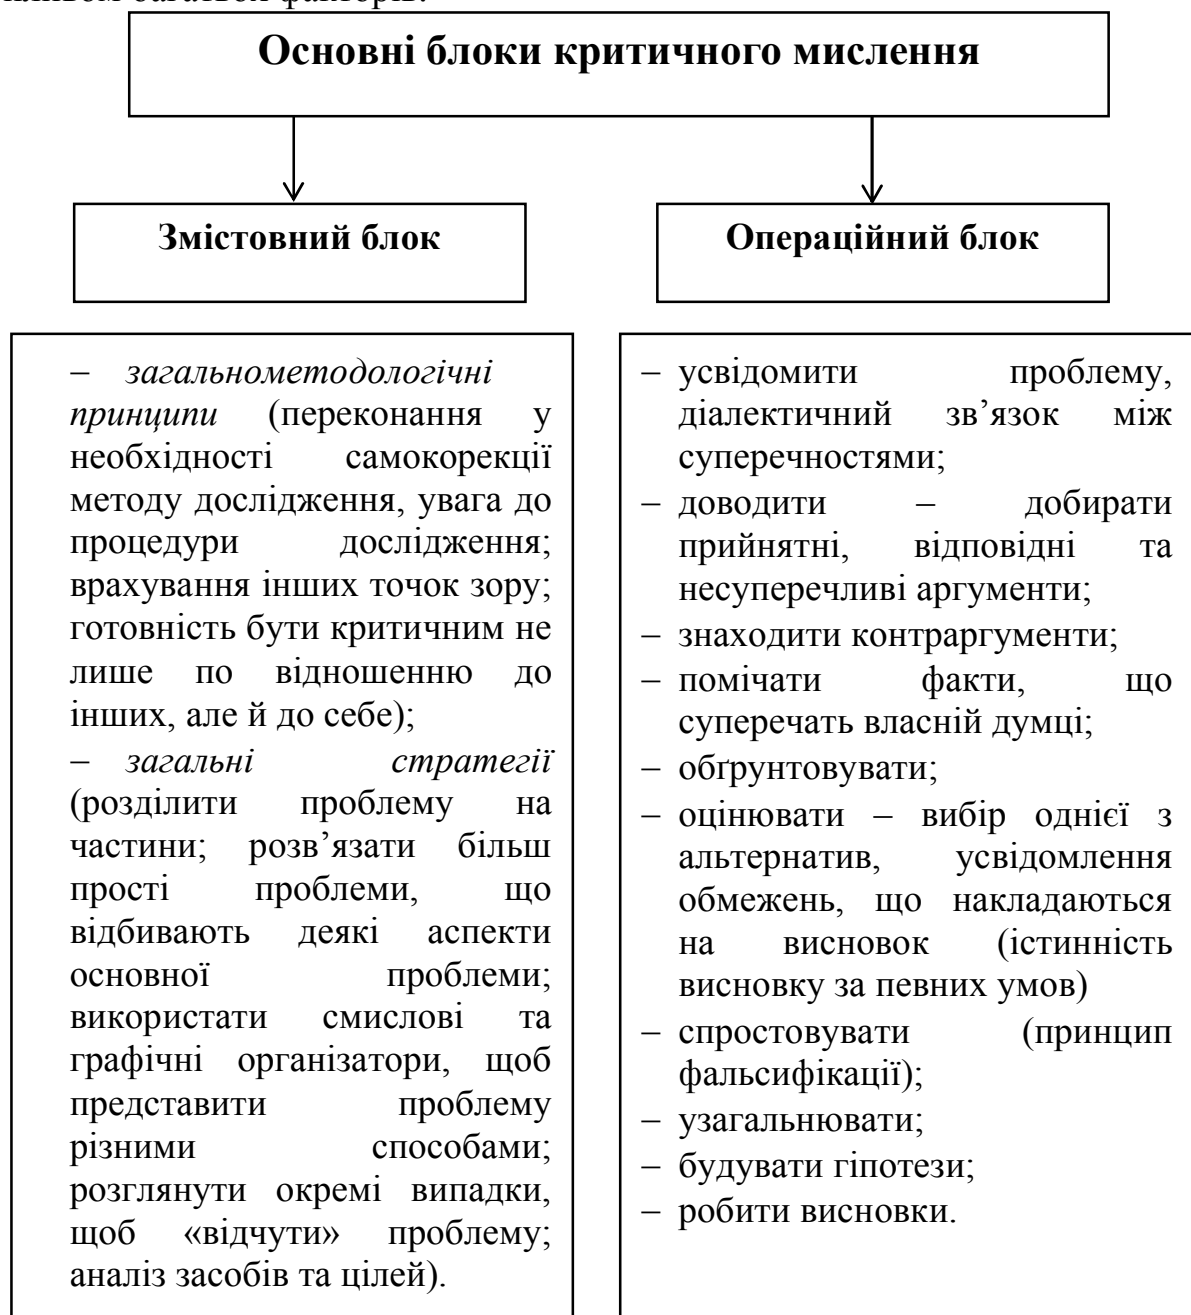 багатьох факторів.
Основні блоки критичного мислення
Змістовний блок
Операційний блок
– загальнометодологічні
принципи (переконання у
необхідності самокорекції
методу дослідження, увага до
процедури дослідження;
врахування інших точок зору;
готовність бути критичним не
лише по відношенню до
інших, але й до себе);
– загальні стратегії
(розділити проблему на
частини; розв’язати більш
прості проблеми, що
відбивають деякі аспекти
основної проблеми;
використати смислові та
графічні організатори, щоб
представити проблему
різними способами;
розглянути окремі випадки,
щоб «відчути» проблему;
аналіз засобів та цілей).
– усвідомити проблему,
діалектичний зв’язок між
суперечностями;
– доводити – добирати
прийнятні, відповідні та
несуперечливі аргументи;
– знаходити контраргументи;
– помічати факти, що
суперечать власній думці;
– обґрунтовувати;
– оцінювати – вибір однієї з
альтернатив, усвідомлення
обмежень, що накладаються
на висновок (істинність
висновку за певних умов)
– спростовувати (принцип
фальсифікації);
– узагальнювати;
– будувати гіпотези;
– робити висновки.